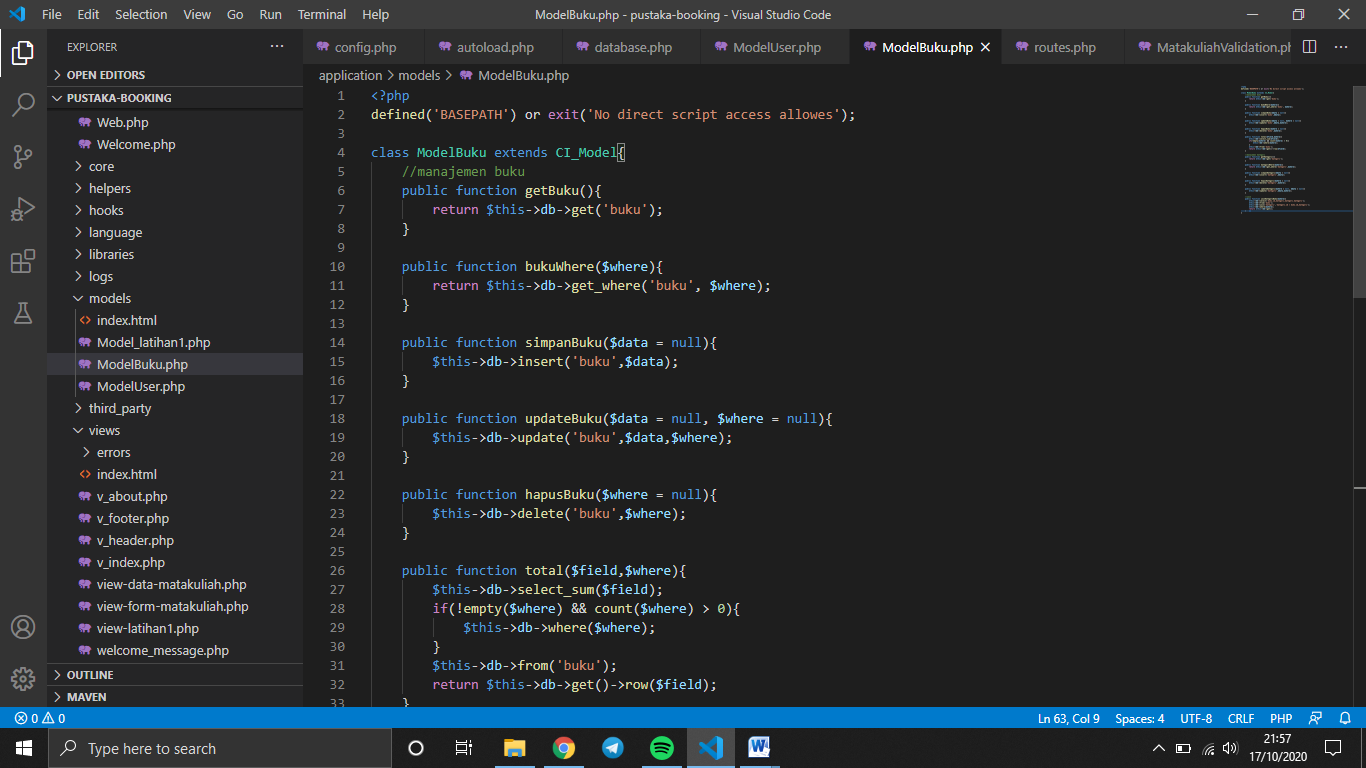 File Edit Selection View Go Run Terminal Help ModelBuku.php - pustaka-booking - Visual Studio Code
EXPLORER
OPEN EDITORS
PUSTAKA-BOOKING
Web.php
Welcome.php
core
helpers
hooks
language
libraries
logs
models
index.html
Model_latihan1.php
ModelBuku.php
ModelUser.php
third_party
views
errors
index.html
v_about.php
v_footer.php
v_header.php
v_index.php
view-data-matakuliah.php
view-form-matakuliah.php
view-latihan1.php
welcome_message.php
OUTLINE
MAVEN
config.php autoload.php database.php ModelUser.php ModelBuku.php routes.php MatakuliahValidation.ph
application > models > ModelBuku.php
1 <?php
2 defined('BASEPATH') or exit('No direct script access allowes');
3
4 class ModelBuku extends CI_Model{
5 //manajemen buku
6 public function getBuku(){
7 return $this->db->get('buku');
8 }
9
10 public function bukuWhere($where){
11 return $this->db->get_where('buku', $where);
12 }
13
14 public function simpanBuku($data = null){
15 $this->db->insert('buku',$data);
16 }
17
18 public function updateBuku($data = null, $where = null){
19 $this->db->update('buku',$data,$where);
20 }
21
22 public function hapusBuku($where = null){
23 $this->db->delete('buku',$where);
24 }
25
26 public function total($field,$where){
27 $this->db->select_sum($field);
28 if(!empty($where) && count($where) > 0){
29 $this->db->where($where);
30 }
31 $this->db->from('buku');
32 return $this->db->get()->row($field);
33 }
0 0 Ln 63, Col 9 Spaces: 4 UTF-8 CRLF PHP
Type here to search
21:57
17/10/2020